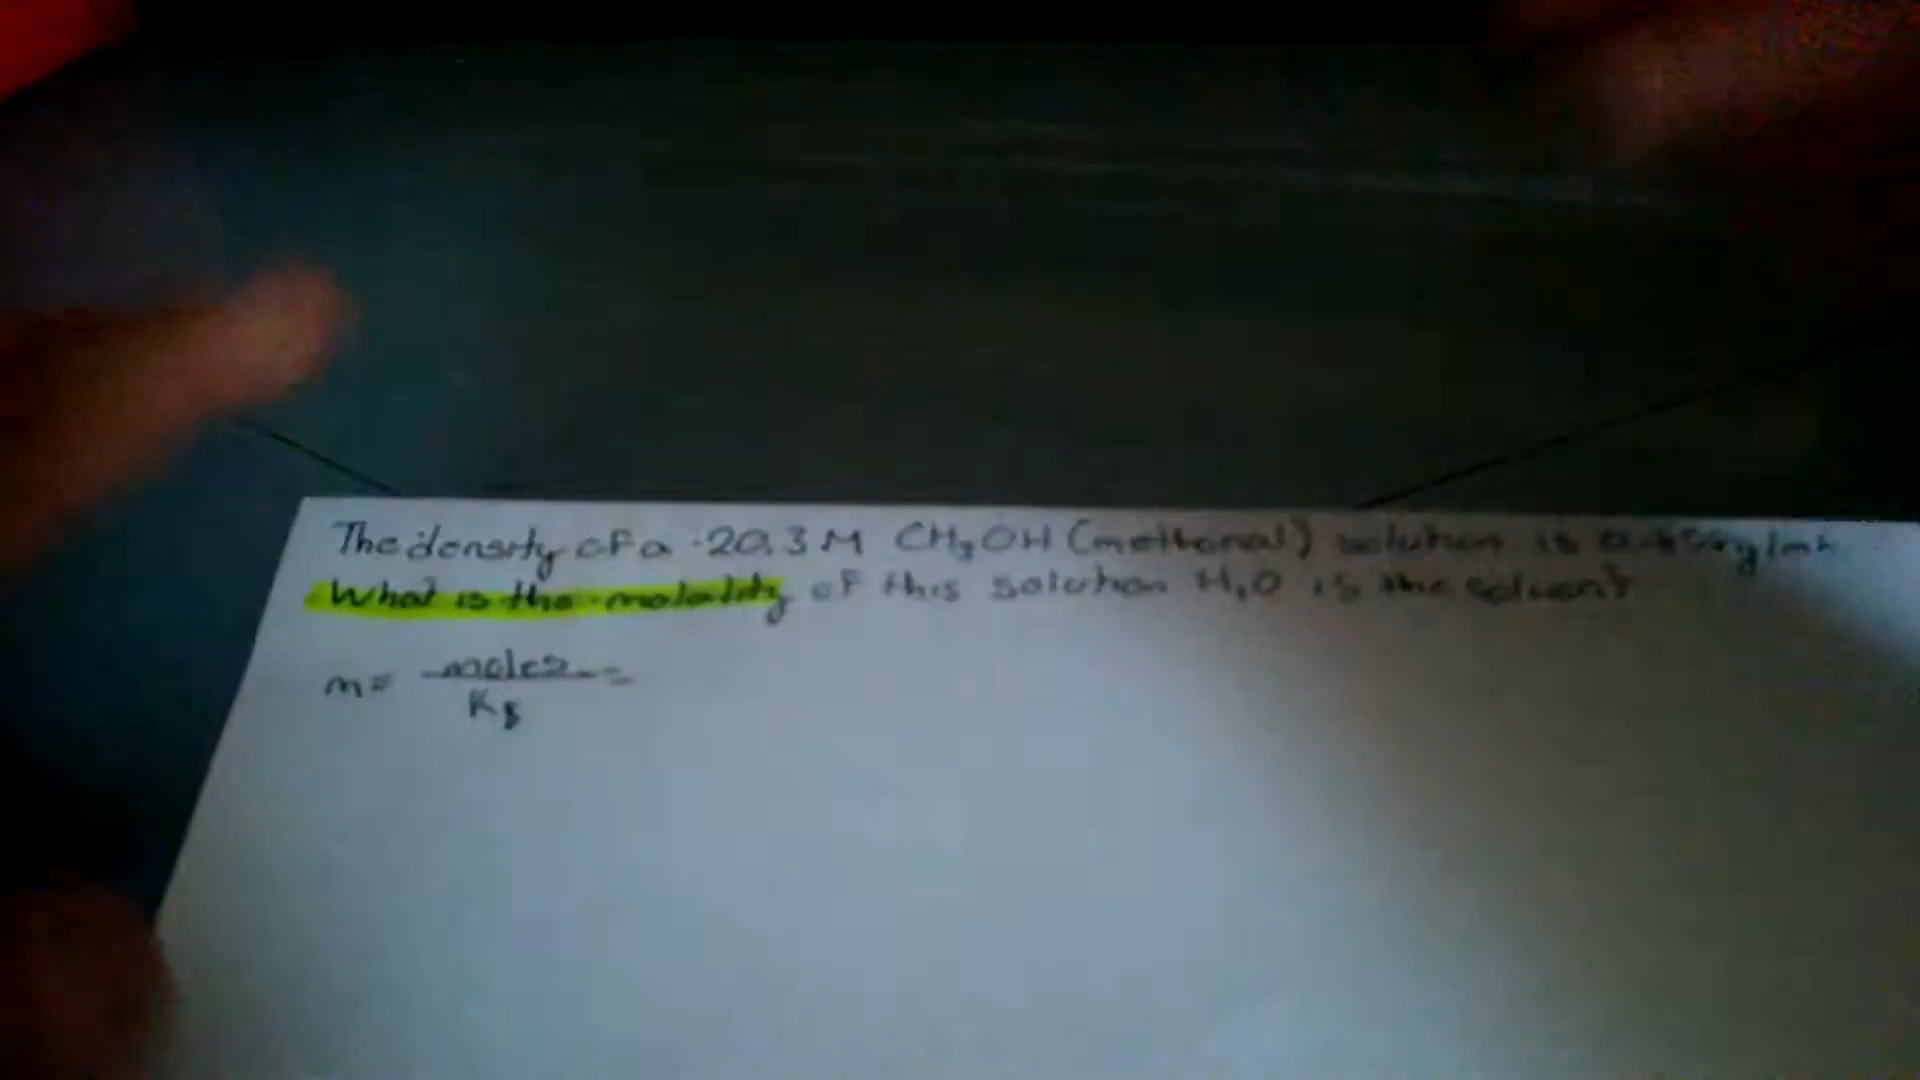 The density of a 20.3 M CH3OH (methanol) solution is
What is the molality of this solution H2O is the solvent
m = moles =
Kg